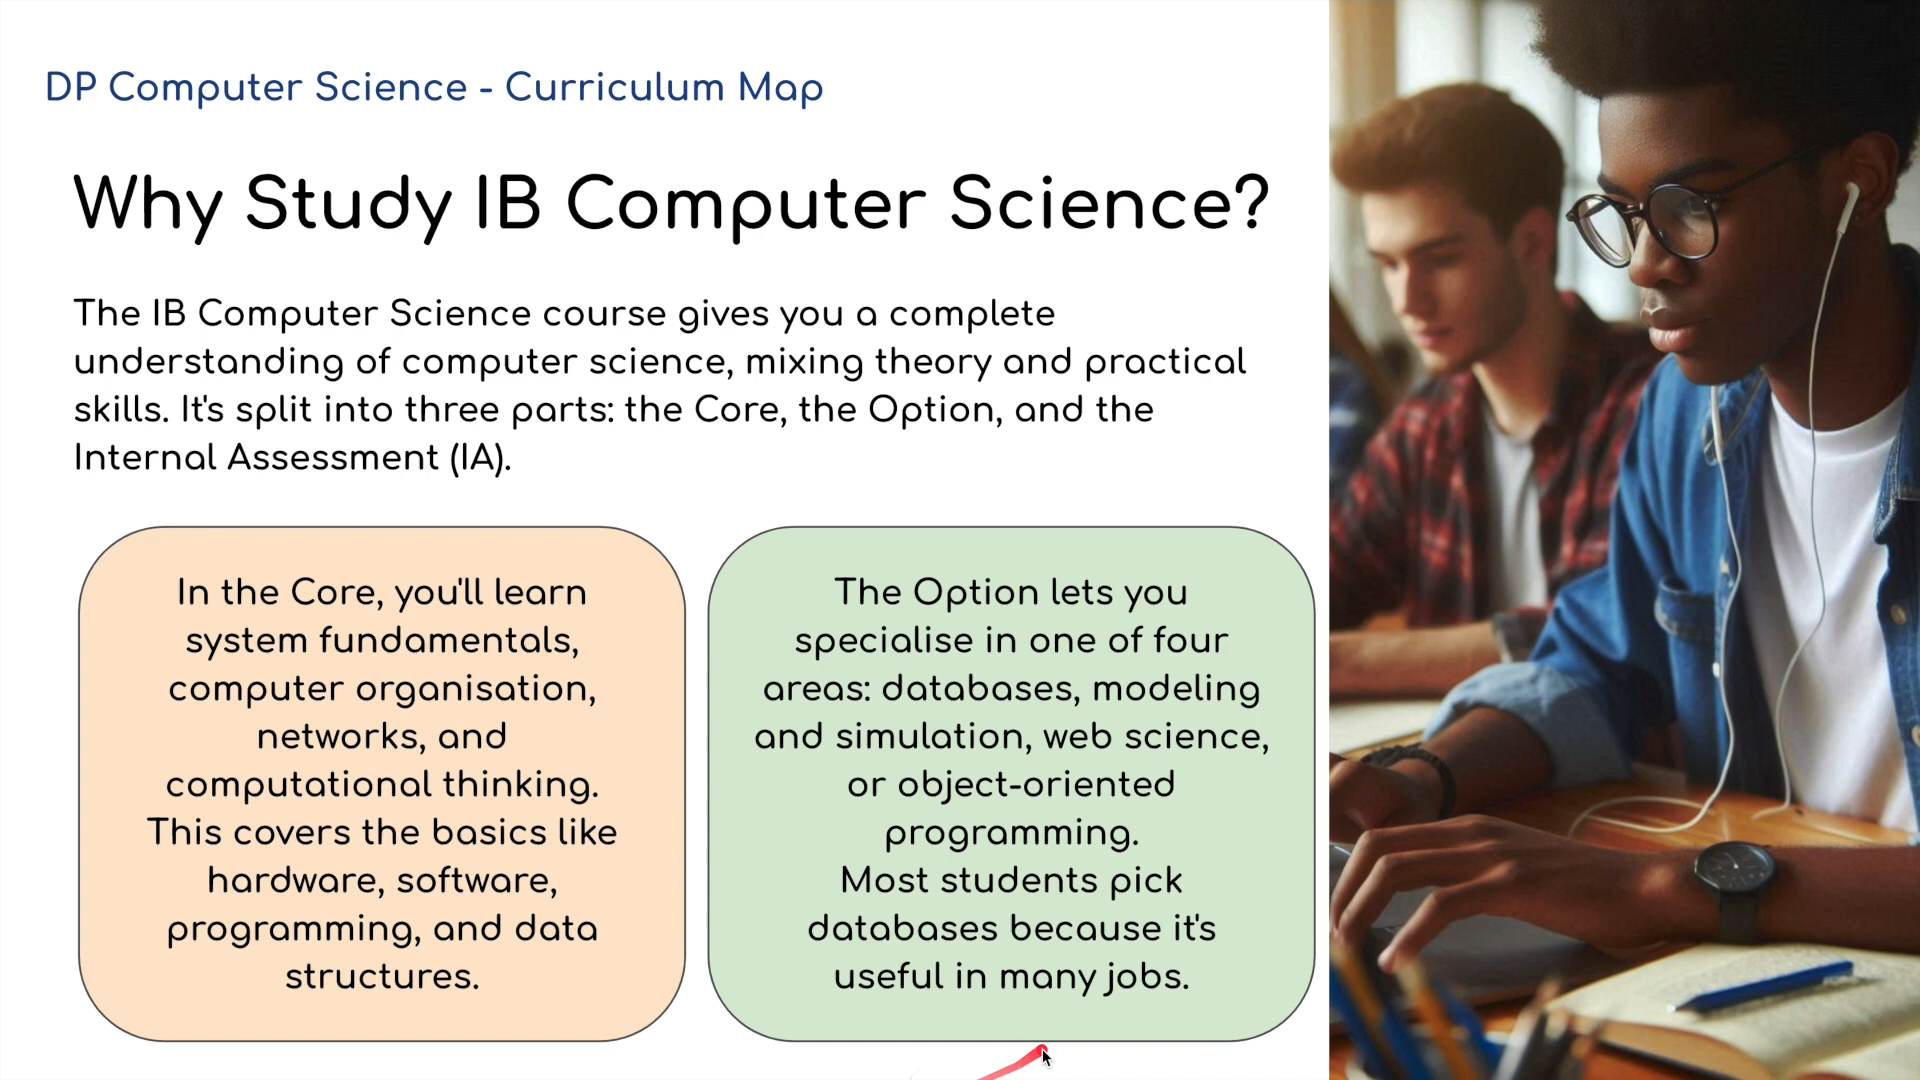 DP Computer Science - Curriculum Map
Why Study IB Computer Science?
The IB Computer Science course gives you a complete
understanding of computer science, mixing theory and practical
skills. It's split into three parts: the Core, the Option, and the
Internal Assessment (IA).
In the Core, you'll learn
system fundamentals,
computer organisation,
networks, and
computational thinking.
This covers the basics like
hardware, software,
programming, and data
structures.
The Option lets you
specialise in one of four
areas: databases, modeling
and simulation, web science,
or object-oriented
programming.
Most students pick
databases because it's
useful in many jobs.